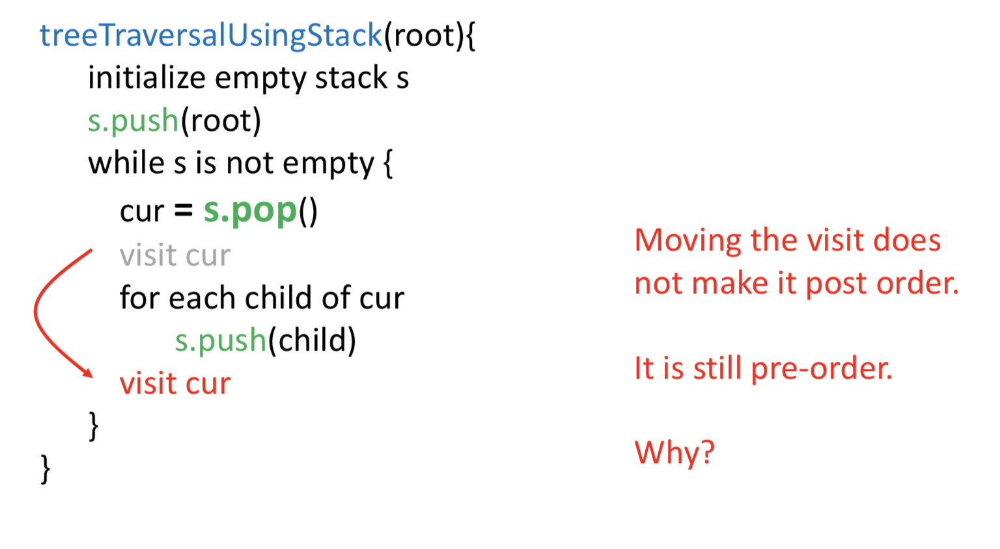 treeTraversalUsingStack(root){
initialize empty stack s
s.push(root)
while s is not empty {
cur = s.pop()
visit cur
for each child of cur
s.push(child)
visit cur
}
}
Moving the visit does
not make it post order.
It is still pre-order.
Why?